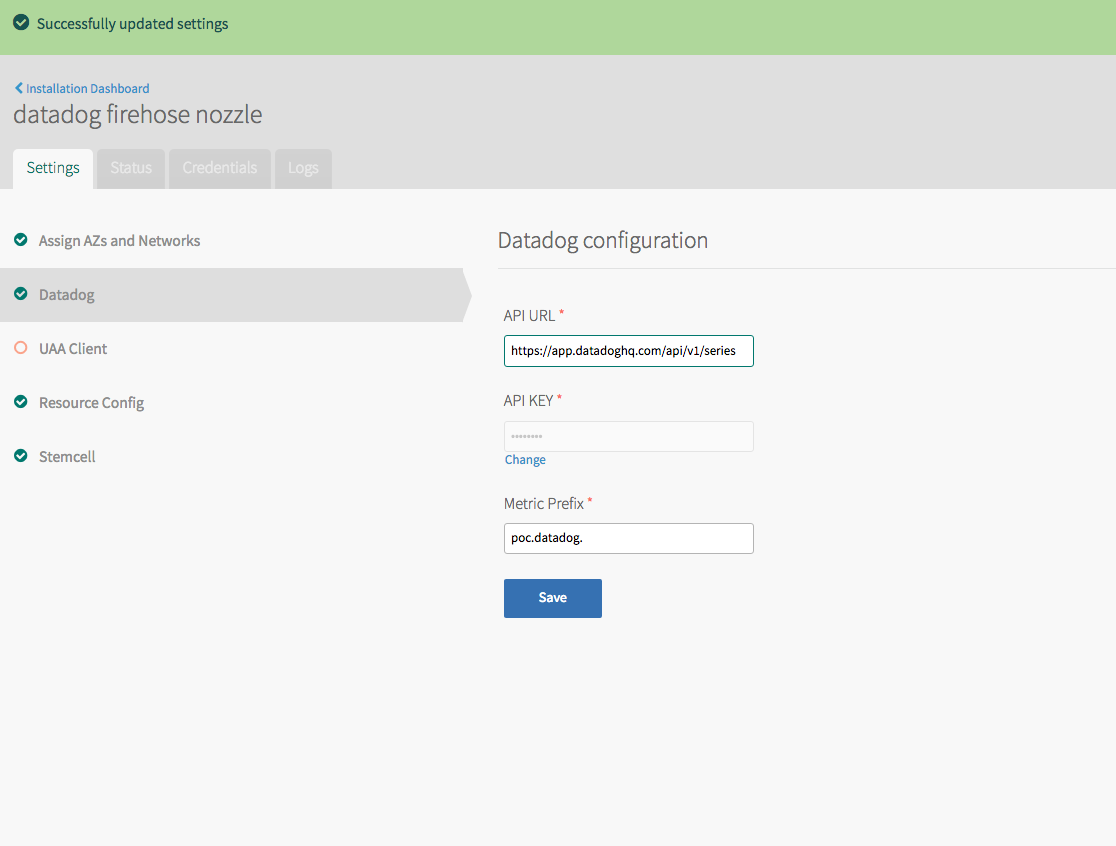 Successfully updated settings
Installation Dashboard
datadog firehose nozzle
Settings Status Credentials Logs
Assign AZs and Networks
Datadog
UAA Client
Resource Config
Stemcell
Datadog configuration
API URL *
https://app.datadoghq.com/api/v1/series
API KEY *
••••••••
Change
Metric Prefix *
poc.datadog.
Save